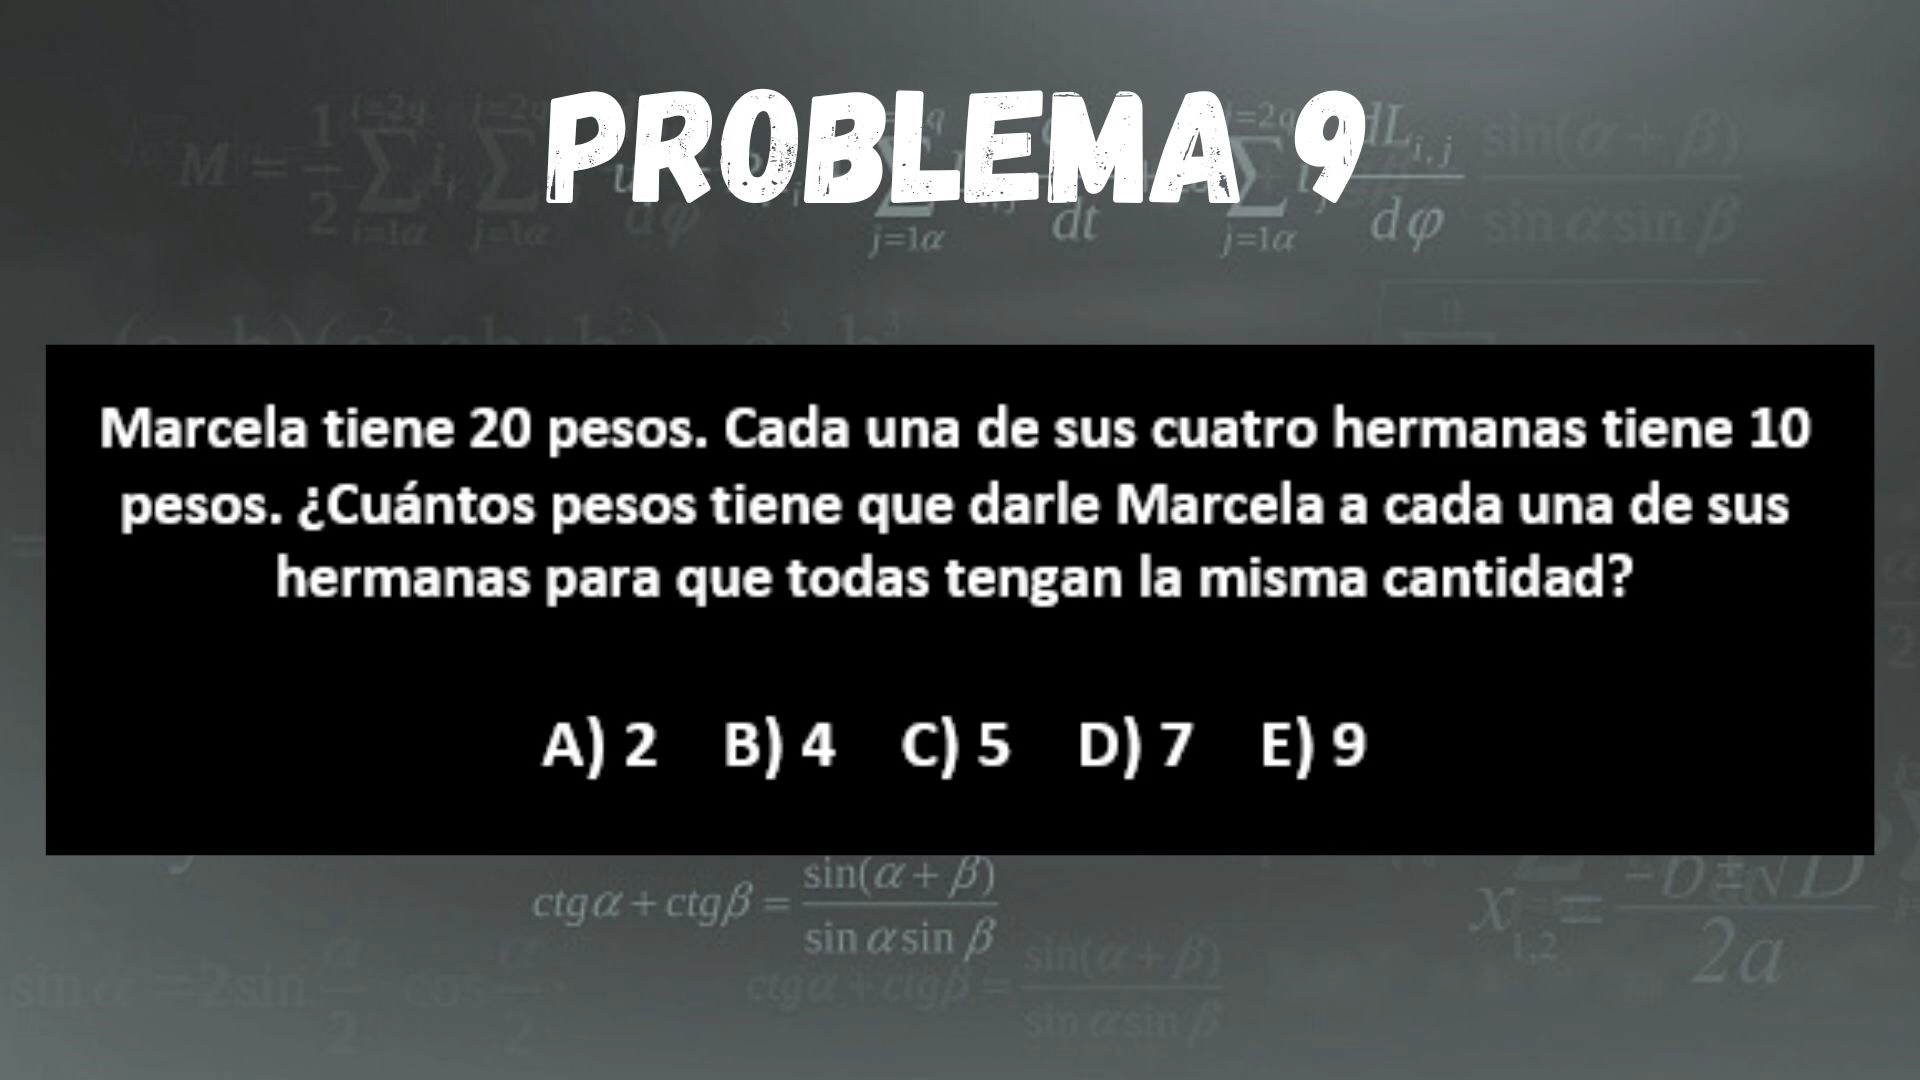 PROBLEMA 9
Marcela tiene 20 pesos. Cada una de sus cuatro hermanas tiene 10
pesos. ¿Cuántos pesos tiene que darle Marcela a cada una de sus
hermanas para que todas tengan la misma cantidad?
A) 2 B) 4 C) 5 D) 7 E) 9
ctgα + ctgβ = sin(α + β) / sin α sin β